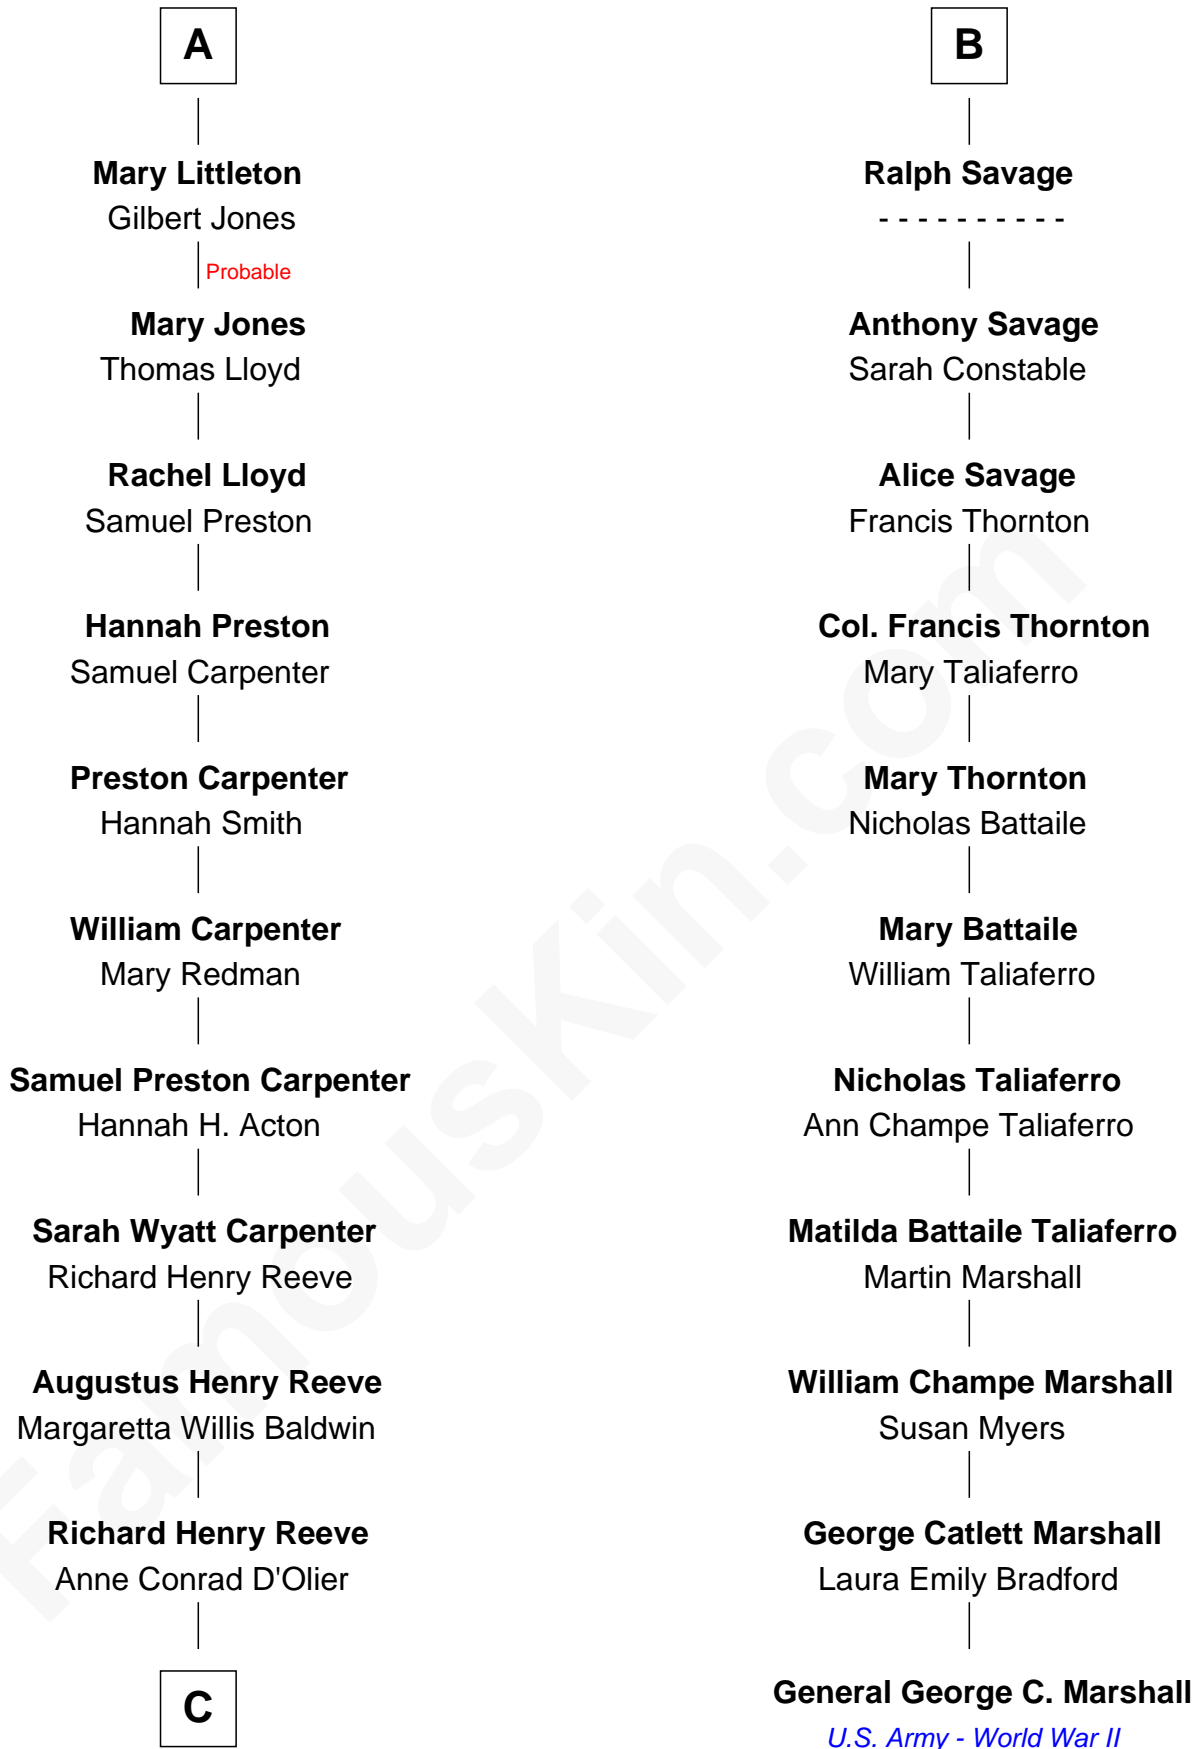 A
Mary Littleton
Gilbert Jones
Probable
Mary Jones
Thomas Lloyd
Rachel Lloyd
Samuel Preston
Hannah Preston
Samuel Carpenter
Preston Carpenter
Hannah Smith
William Carpenter
Mary Redman
Samuel Preston Carpenter
Hannah H. Acton
Sarah Wyatt Carpenter
Richard Henry Reeve
Augustus Henry Reeve
Margaretta Willis Baldwin
Richard Henry Reeve
Anne Conrad D'Olier
C
B
Ralph Savage
- - - - - - - - - -
Anthony Savage
Sarah Constable
Alice Savage
Francis Thornton
Col. Francis Thornton
Mary Taliaferro
Mary Thornton
Nicholas Battaile
Mary Battaile
William Taliaferro
Nicholas Taliaferro
Ann Champe Taliaferro
Matilda Battaile Taliaferro
Martin Marshall
William Champe Marshall
Susan Myers
George Catlett Marshall
Laura Emily Bradford
General George C. Marshall
U.S. Army - World War II
FamousKin.com